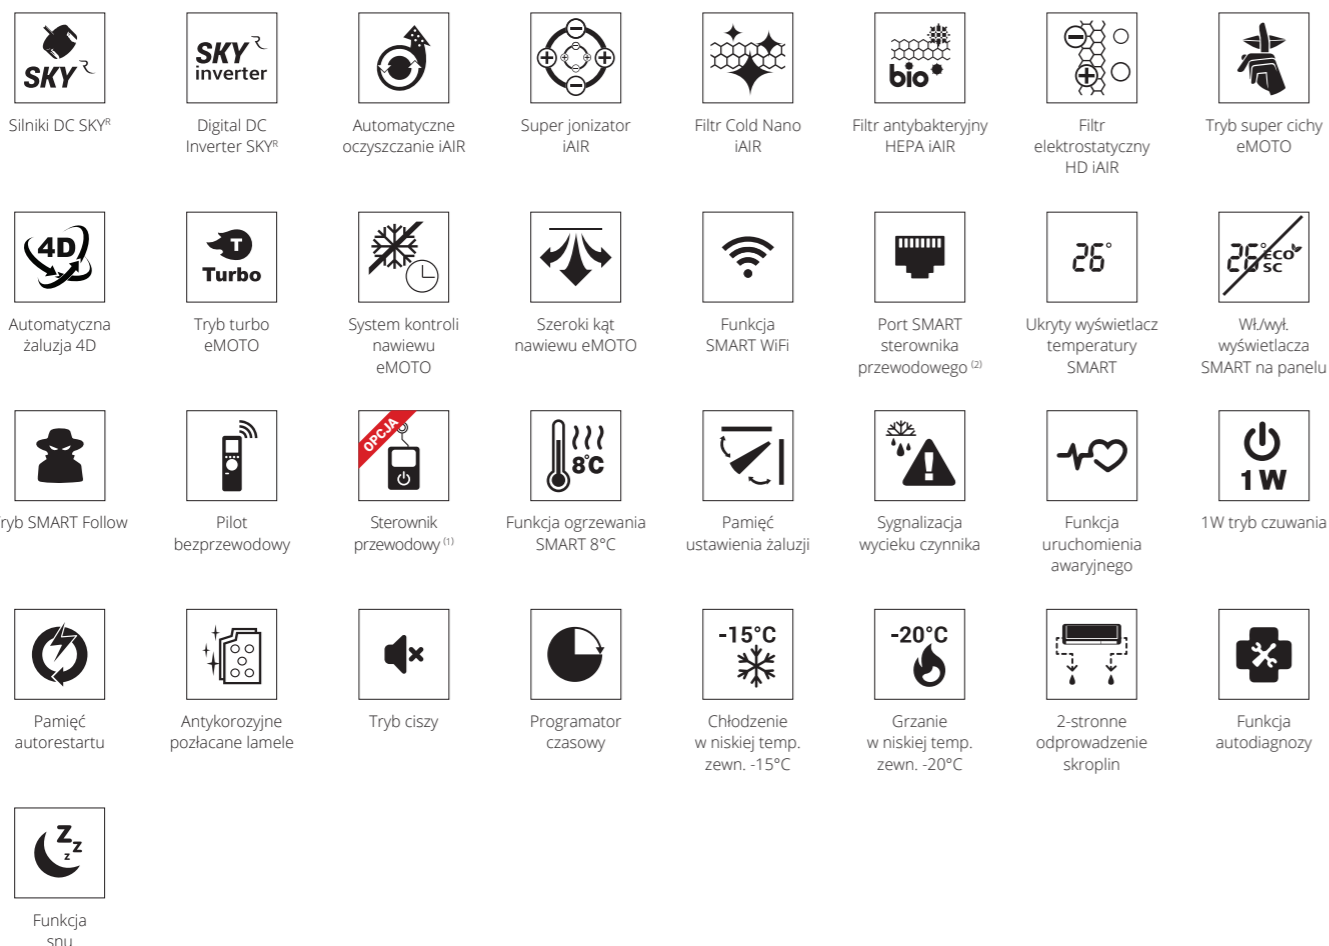 SKY R
SKY R
inverter
bio
Silniki DC SKYR
Digital DC
Inverter SKYR
Automatyczne
oczyszczanie iAIR
Super jonizator
iAIR
Filtr Cold Nano
iAIR
Filtr antybakteryjny
HEPA iAIR
Filtr
elektrostatyczny
HD iAIR
Tryb super cichy
eMOTO
4D
T
Turbo
26°
26° ECO
SC
Automatyczna
żaluzja 4D
Tryb turbo
eMOTO
System kontroli
nawiewu
eMOTO
Szeroki kąt
nawiewu eMOTO
Funkcja
SMART WiFi
Port SMART
sterownika
przewodowego (2)
Ukryty wyświetlacz
temperatury
SMART
Wł./wył.
wyświetlacza
SMART na panelu
OPCJA
8°C
1 W
ryb SMART Follow
Pilot
bezprzewodowy
Sterownik
przewodowy (1)
Funkcja ogrzewania
SMART 8°C
Pamięć
ustawienia żaluzji
Sygnalizacja
wycieku czynnika
Funkcja
uruchomienia
awaryjnego
1W tryb czuwania
-15°C
-20°C
Pamięć
autorestartu
Antykorozyjne
pozłacane lamele
Tryb ciszy
Programator
czasowy
Chłodzenie
w niskiej temp.
zewn. -15°C
Grzanie
w niskiej temp.
zewn. -20°C
2-stronne
odprowadzenie
skroplin
Funkcja
autodiagnozy
Z z z
Funkcja
snu